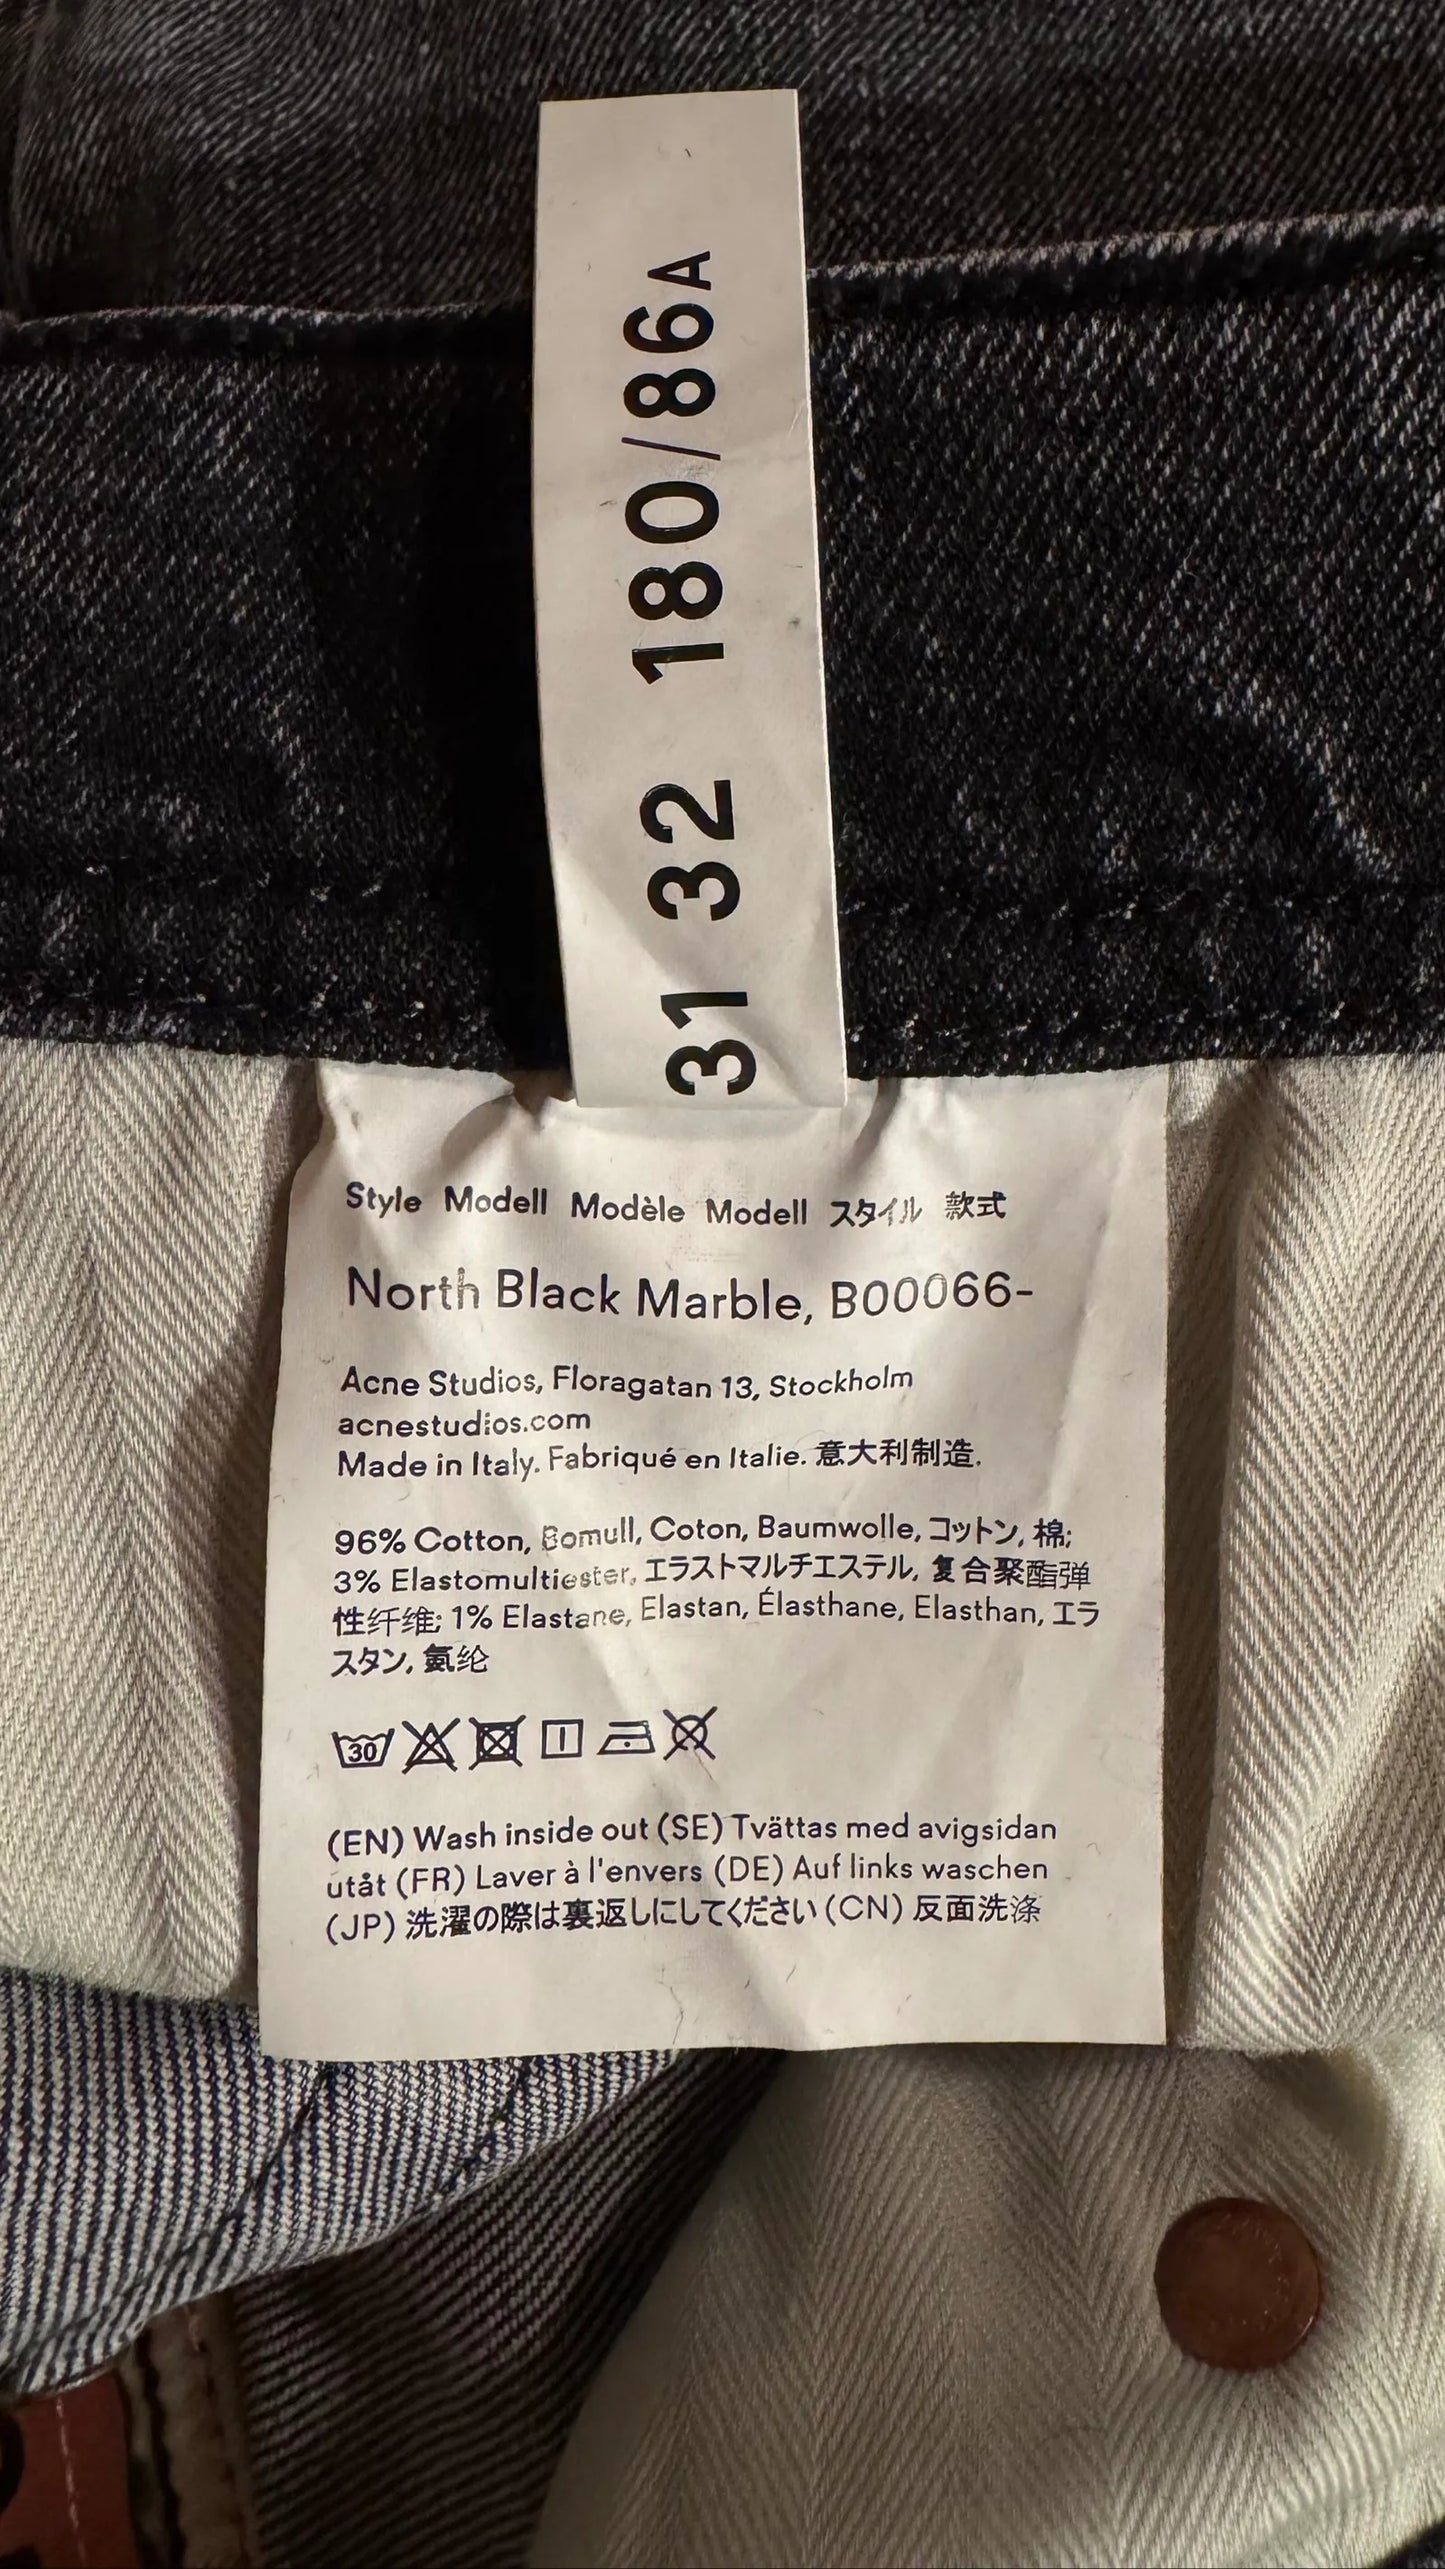 31 32 180/86A
Style Modell Modèle Modell スタイル 款式
North Black Marble, B00066-
Acne Studios, Floragatan 13, Stockholm
acnestudios.com
Made in Italy. Fabriqué en Italie. 意大利制造.
96% Cotton, Bomull, Coton, Baumwolle, コットン, 棉;
3% Elastomultiester, エラストマルチエステル, 复合聚酯弹
性纤维; 1% Elastane, Elastan, Élasthane, Elasthan, エラ
スタン, 氨纶
30
(EN) Wash inside out (SE) Tvättas med avigsidan
utåt (FR) Laver à l'envers (DE) Auf links waschen
(JP) 洗濯の際は裏返しにしてください (CN) 反面洗涤